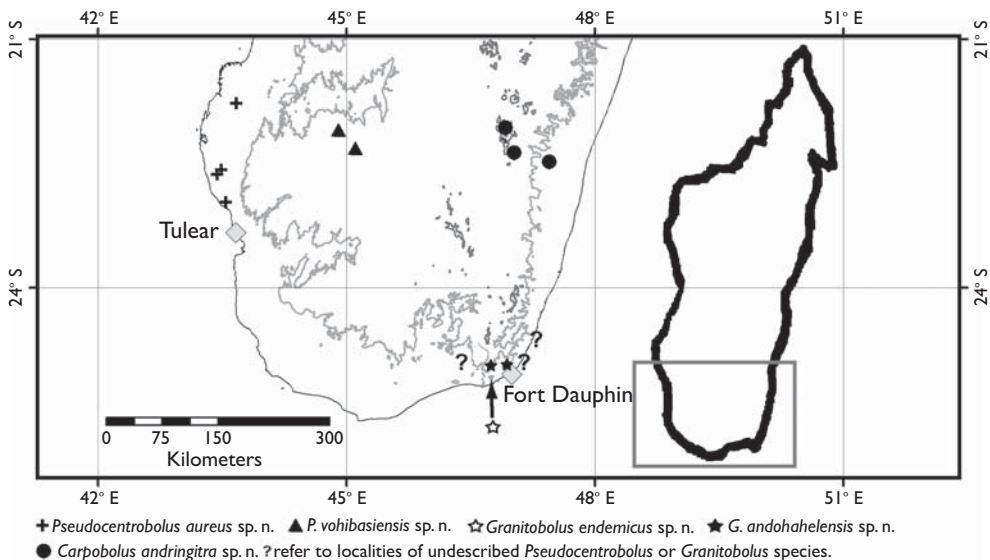 42° E 45° E 48° E 51° E
21° S 21° S
Tulear
24° S 24° S
? ? ?
Fort Dauphin
0 75 150 300
Kilometers
42° E 45° E 48° E 51° E
Pseudocentrobolus aureus sp. n. P. vohibasiensis sp. n. Granitobolus endemicus sp. n. G. andohahelensis sp. n.
Carpobolus andringitra sp. n. ? refer to localities of undescribed Pseudocentrobolus or Granitobolus species.